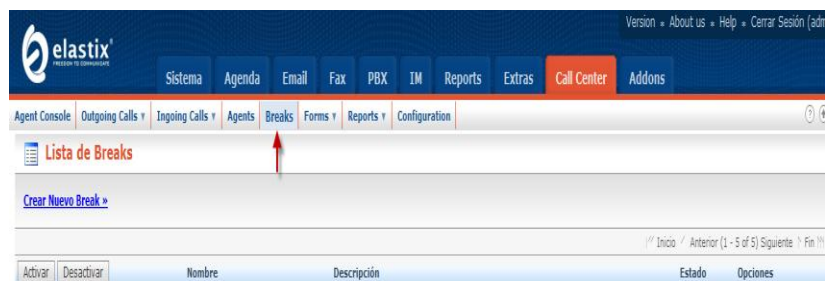 Version About us Help Cerrar Sesión (adm
elastix
FREEDOM TO COMMUNICATE
Sistema Agenda Email Fax PBX IM Reports Extras Call Center Addons
Agent Console Outgoing Calls Ingoing Calls Agents Breaks Forms Reports Configuration
Lista de Breaks
Crear Nuevo Break »
Inicio Anterior (1 - 5 of 5) Siguiente Fin
Activar Desactivar Nombre Descripción Estado Opciones